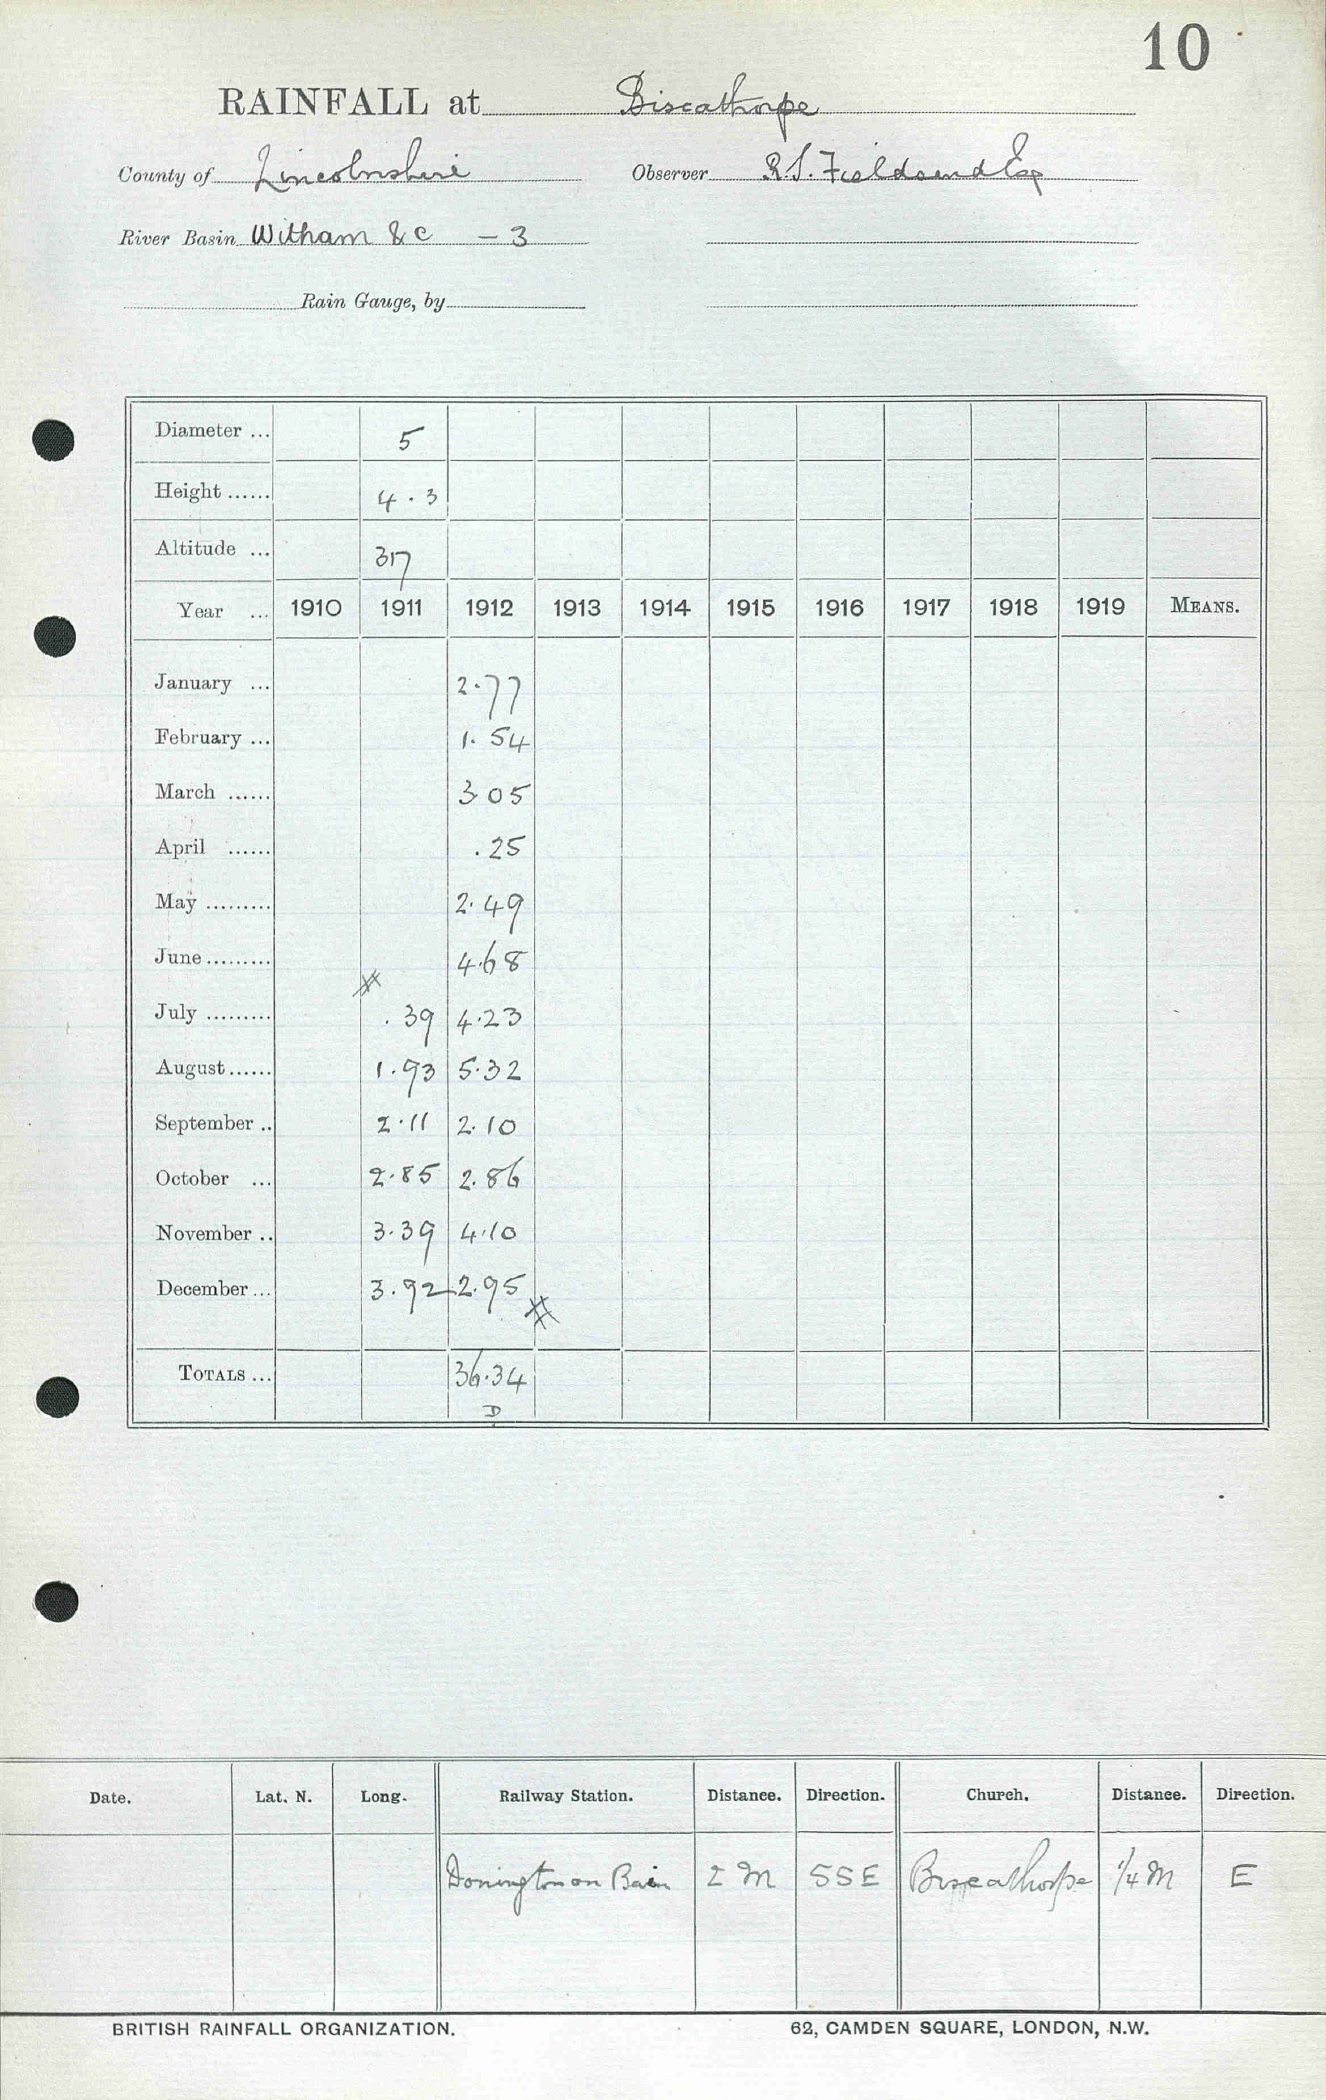 10
RAINFALL at Biscathorpe
County of Lincolnshire Observer R.S. Fieldsend Esq
River Basin Witham & c - 3
Rain Gauge, by
Diameter ... 5
Height ...... 4.3
Altitude ... 317
Year ... 1910 1911 1912 1913 1914 1915 1916 1917 1918 1919 MEANS.
January ... 2.77
February ... 1.54
March ...... 3 05
April ...... .25
May ......... 2.49
June ......... 4.68
July ......... .39 4.23
August ...... 1.93 5.32
September .. 2.11 2.10
October ... 2.85 2.86
November .. 3.39 4.10
December ... 3.92 2.95
TOTALS ... 36.34
D
Date. Lat. N. Long. Railway Station. Distance. Direction. Church. Distance. Direction.
Donington on Bain 2 M SSE Biscathorpe 1/4 M E
BRITISH RAINFALL ORGANIZATION. 62, CAMDEN SQUARE, LONDON, N.W.